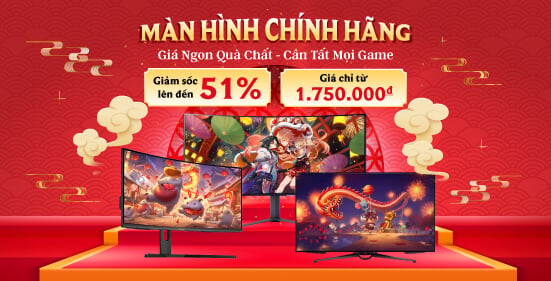 MÀN HÌNH CHÍNH HÃNG
Giá Ngon Quà Chất - Cân Tất Mọi Game
Giảm sốc
lên đến 51%
Giá chỉ từ
1.750.000đ